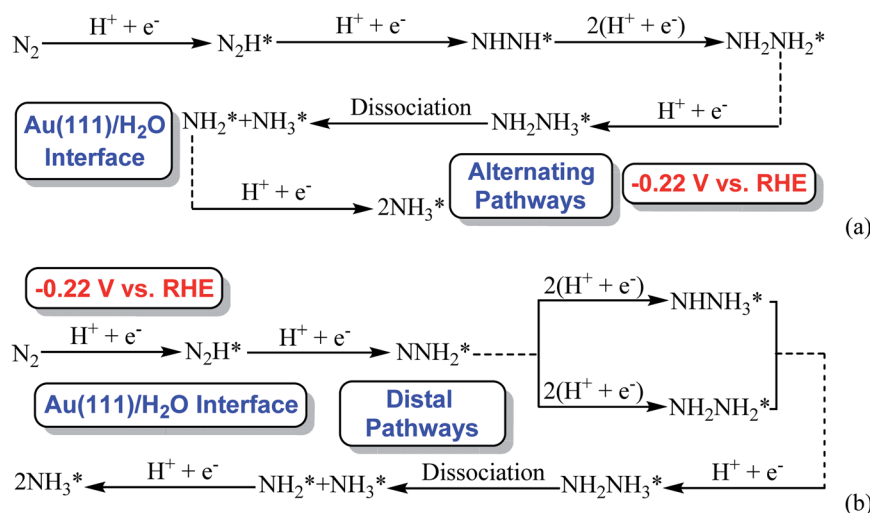 H⁺ + e⁻ H⁺ + e⁻ 2(H⁺ + e⁻)
N₂ N₂H* NHNH* NH₂NH₂*
Dissociation H⁺ + e⁻
Au(111)/H₂O
Interface
NH₂*+NH₃* NH₂NH₃*
H⁺ + e⁻
2NH₃*
Alternating
Pathways
-0.22 V vs. RHE
(a)
-0.22 V vs. RHE
2(H⁺ + e⁻)
NHNH₃*
H⁺ + e⁻ H⁺ + e⁻
N₂ N₂H* NNH₂*
2(H⁺ + e⁻)
NH₂NH₂*
Au(111)/H₂O Interface
Distal
Pathways
H⁺ + e⁻ Dissociation H⁺ + e⁻
2NH₃* NH₂*+NH₃* NH₂NH₃*
(b)